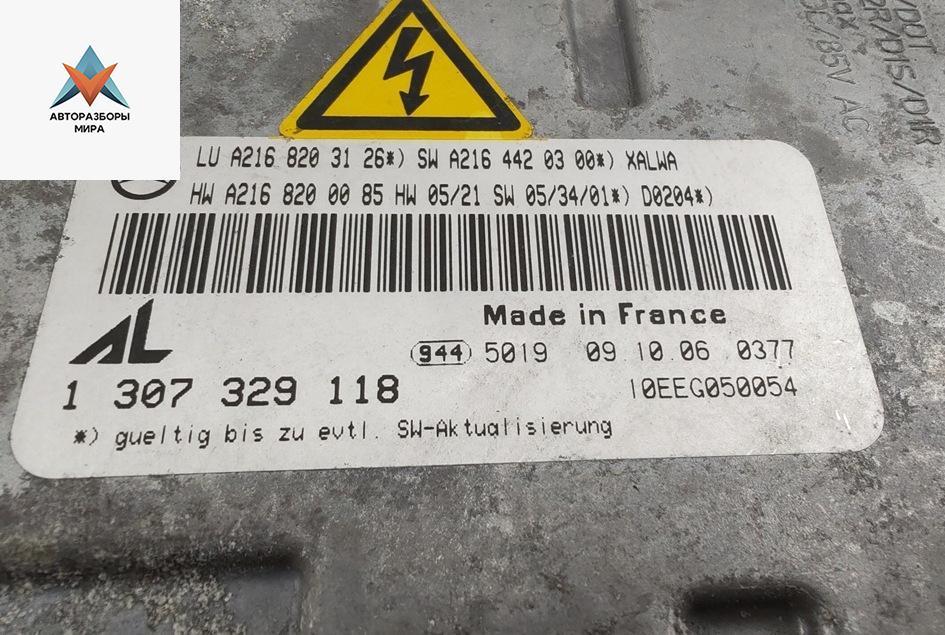 АВТОРАЗБОРЫ
МИРА
LU A216 820 31 26*) SW A216 442 03 00*) XALWA
HW A216 820 00 85 HW 05/21 SW 05/34/01*) D0204*)
Made in France
944 5019 09 10 06 0377
AL
1 307 329 118
10EEG050054
*) gueltig bis zu evtl. SW-Aktualisierung
85V AC